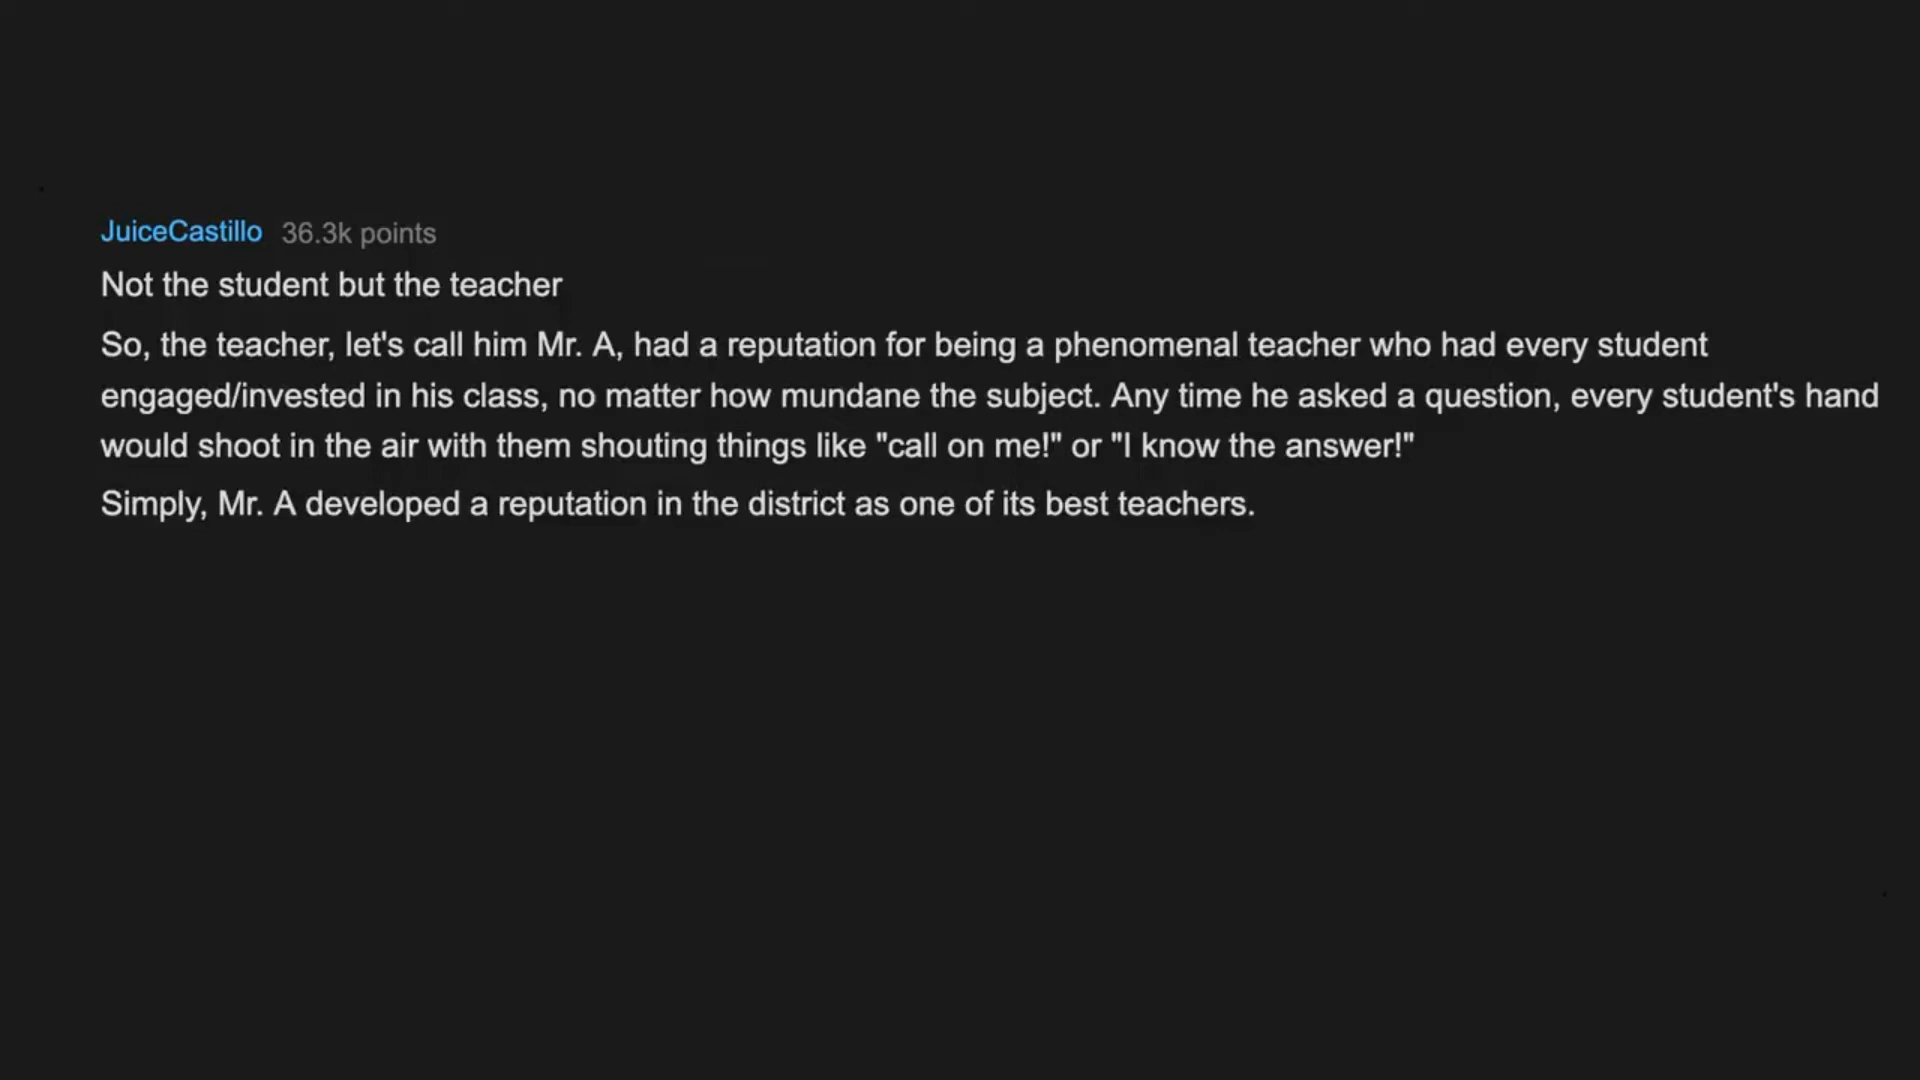 JuiceCastillo 36.3k points
Not the student but the teacher
So, the teacher, let's call him Mr. A, had a reputation for being a phenomenal teacher who had every student
engaged/invested in his class, no matter how mundane the subject. Any time he asked a question, every student's hand
would shoot in the air with them shouting things like "call on me!" or "I know the answer!"
Simply, Mr. A developed a reputation in the district as one of its best teachers.